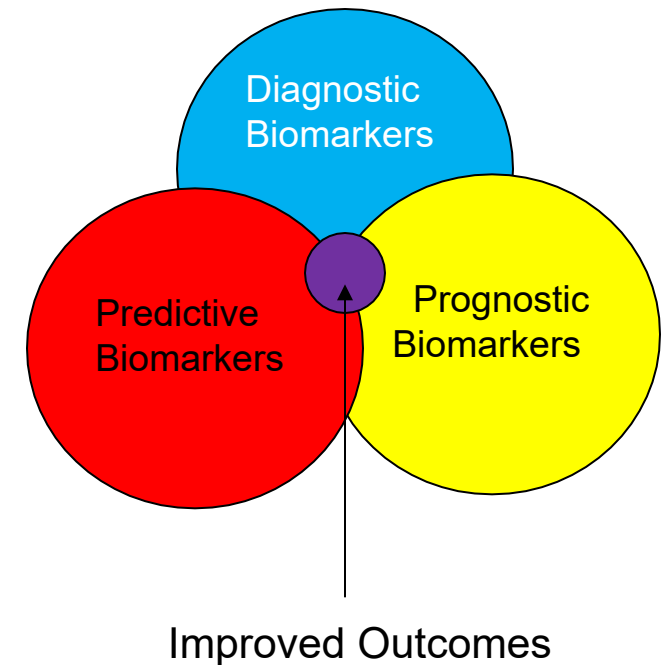 Diagnostic
Biomarkers
Predictive
Biomarkers
Prognostic
Biomarkers
Improved Outcomes